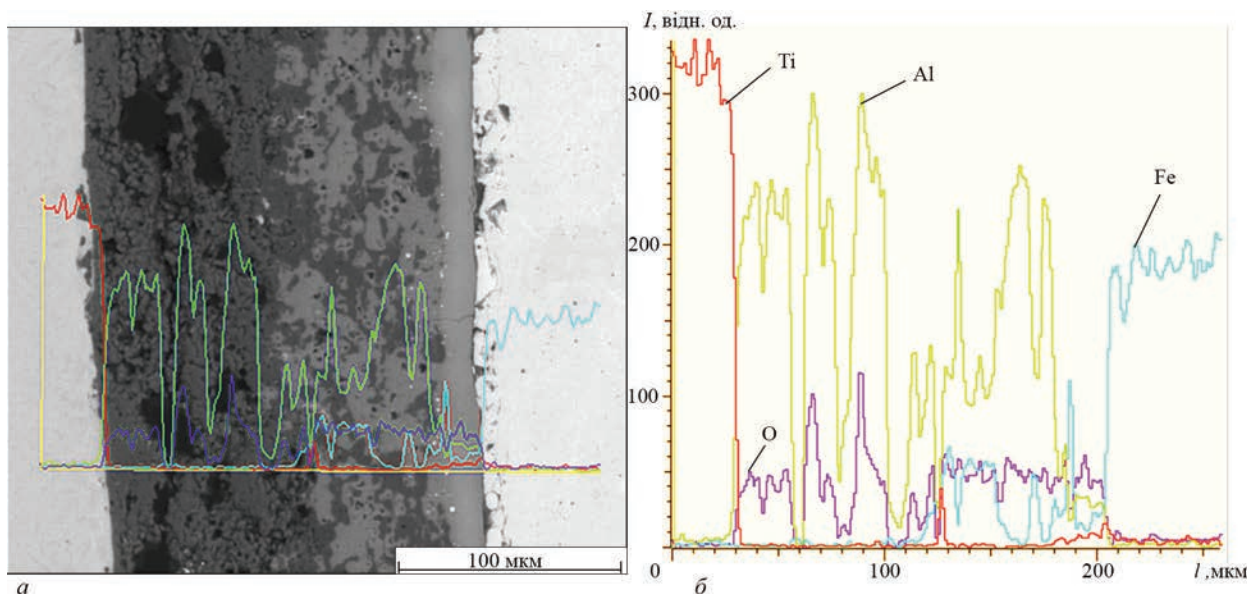 100 мкм
а
I, відн. од.
300
200
100
0
100
200
l ,мкм
Ti
Al
Fe
O
б